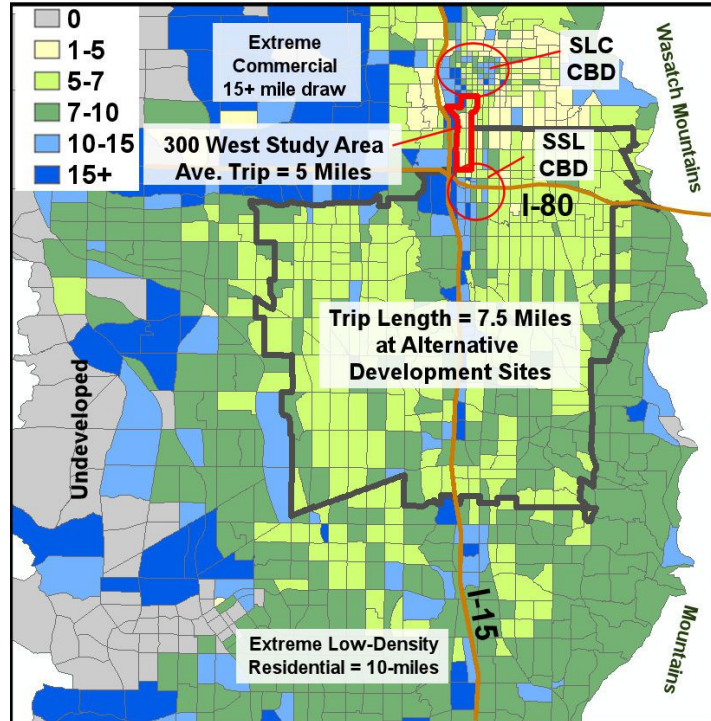 0
1-5
5-7
7-10
10-15
15+
Extreme
Commercial
15+ mile draw
SLC
CBD
Wasatch Mountains
300 West Study Area
Ave. Trip = 5 Miles
SSL
CBD
I-80
Trip Length = 7.5 Miles
at Alternative
Development Sites
Undeveloped
I-15
Extreme Low-Density
Residential = 10-miles
Mountains